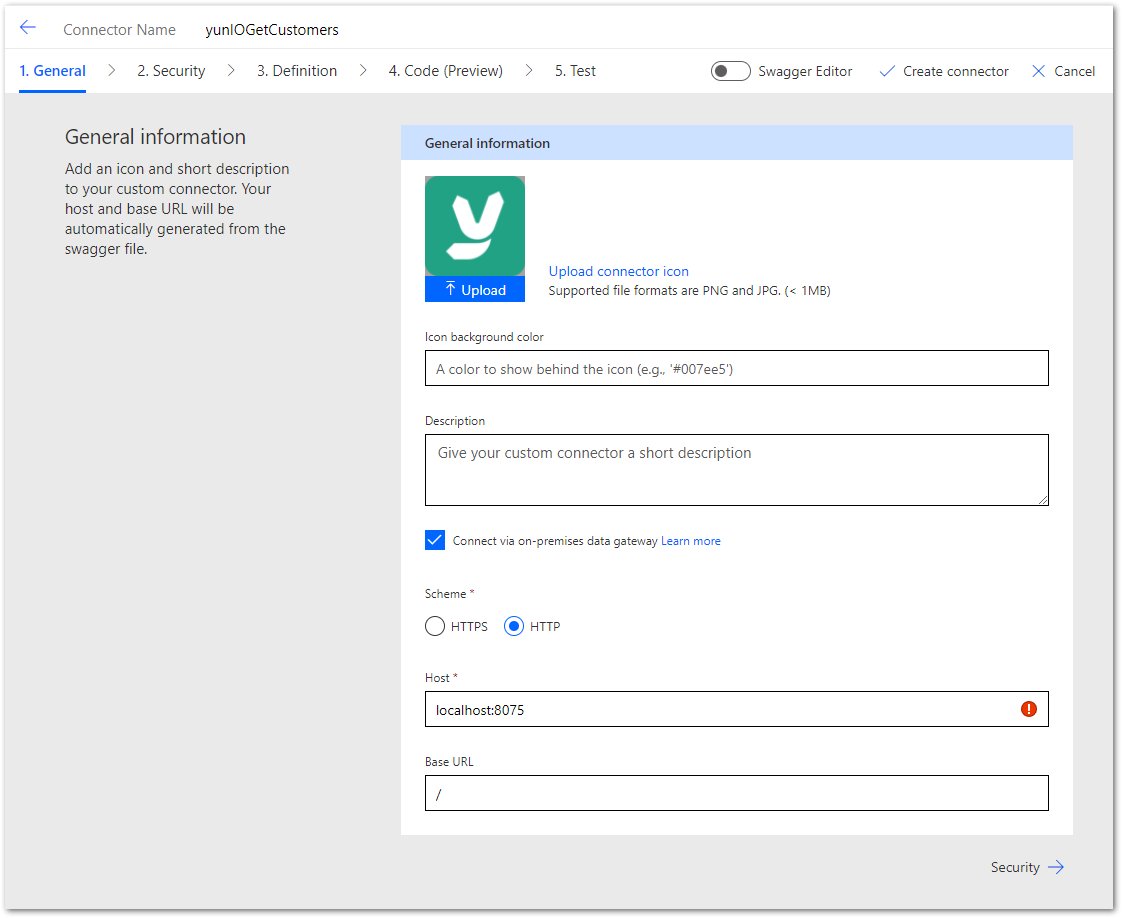 Connector Name yunIOGetCustomers
1. General 2. Security 3. Definition 4. Code (Preview) 5. Test Swagger Editor Create connector Cancel
General information
Add an icon and short description
to your custom connector. Your
host and base URL will be
automatically generated from the
swagger file.
General information
Upload
Upload connector icon
Supported file formats are PNG and JPG. (< 1MB)
Icon background color
A color to show behind the icon (e.g., '#007ee5')
Description
Give your custom connector a short description
Connect via on-premises data gateway Learn more
Scheme *
HTTPS HTTP
Host *
localhost:8075
Base URL
/
Security